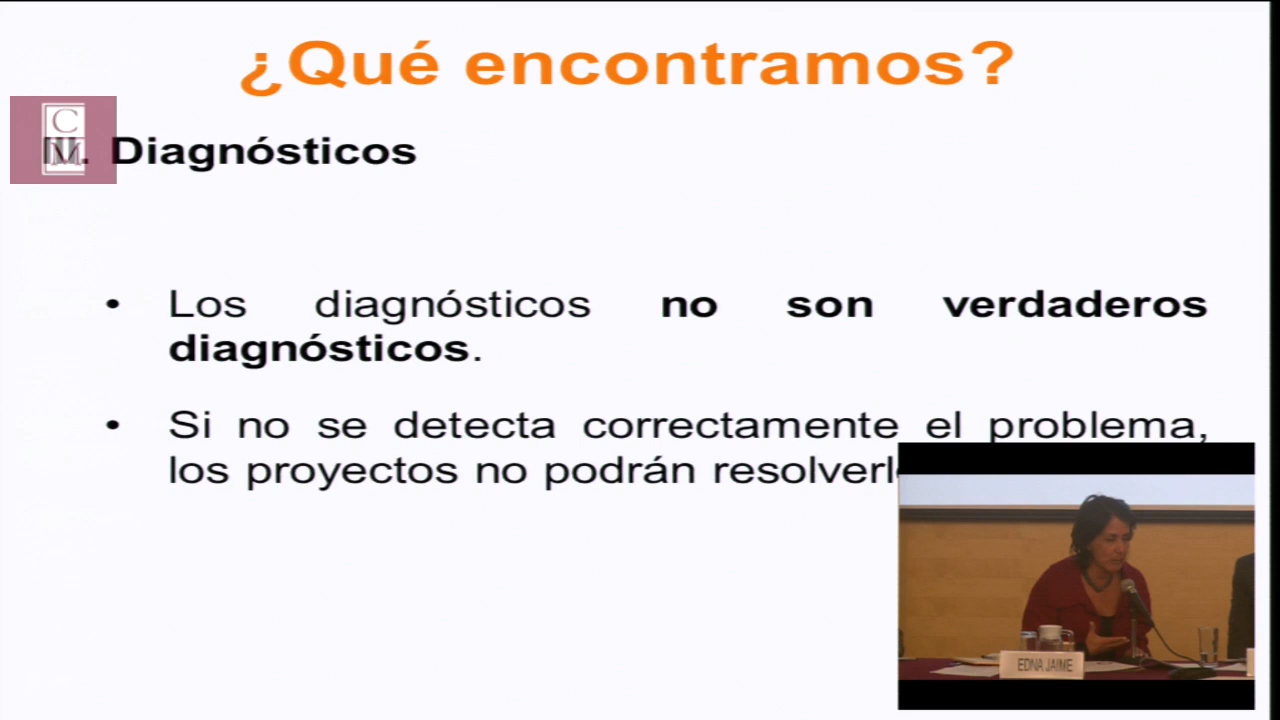 ¿Qué encontramos?
C
M
Diagnósticos
• Los diagnósticos no son verdaderos
diagnósticos.
• Si no se detecta correctamente el problema,
los proyectos no podrán
EDNA JAIME